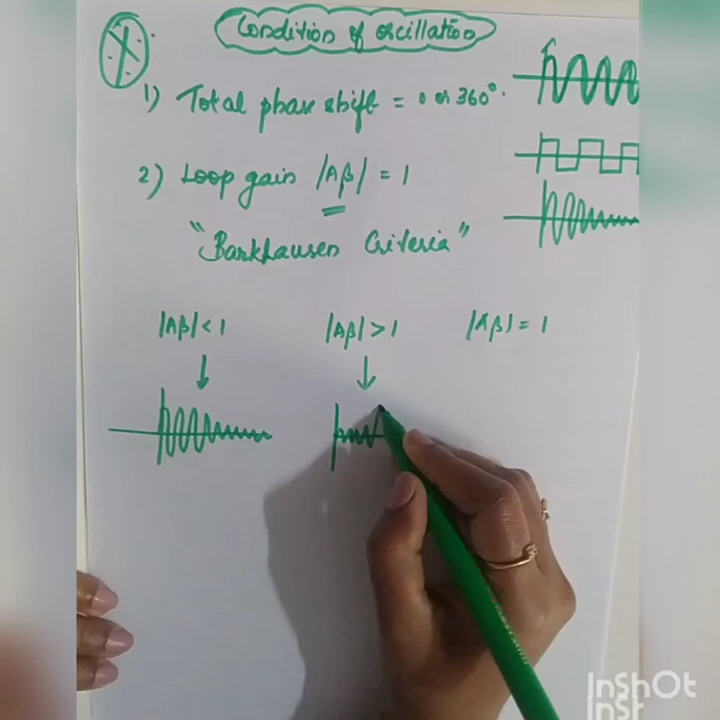 Condition of oscillation
1) Total phase shift = 0 or 360°.
2) Loop gain |Aβ| = 1
"Barkhausen Criteria"
|Aβ| < 1 |Aβ| > 1 |Aβ| = 1
InShOt
Inst